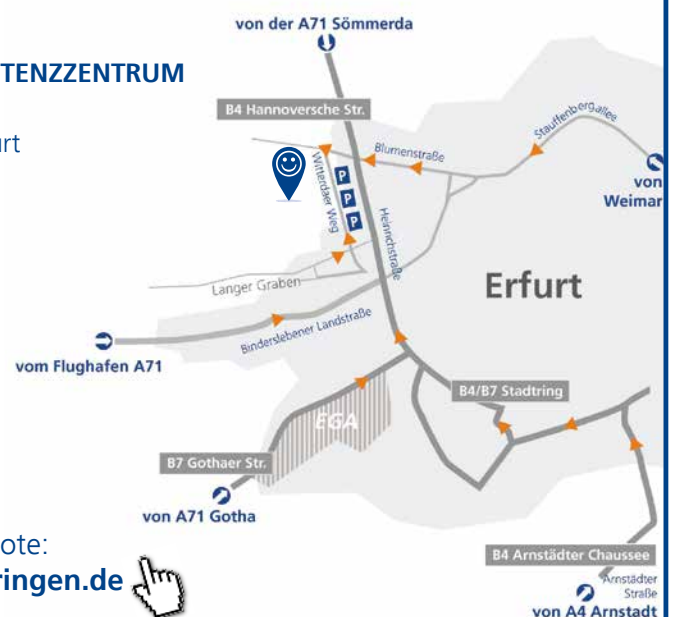 von der A71 Sömmerda
TENZZENTRUM
B4 Hannoversche Str.
Stauffenbergallee
urt
Blumenstraße
Witterdaer Weg
P
P
P
von
Weimar
Heinrichstraße
Langer Graben
Erfurt
Binderslebener Landstraße
vom Flughafen A71
B4/B7 Stadtring
EGA
B7 Gothaer Str.
von A71 Gotha
ote:
ringen.de
B4 Arnstädter Chaussee
Arnstädter
Straße
von A4 Arnstadt